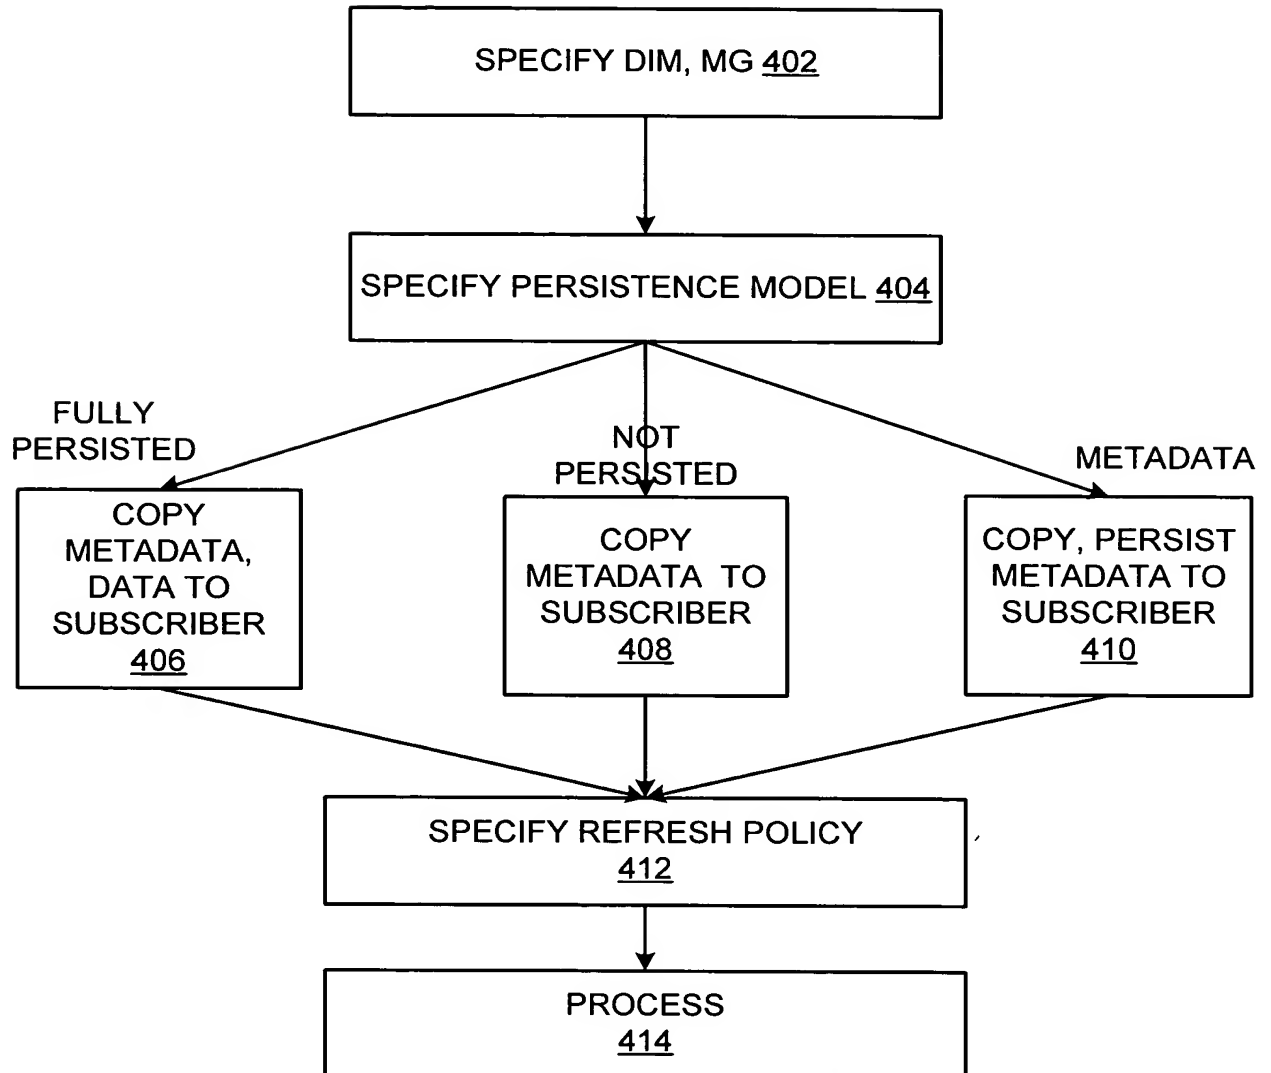 SPECIFY DIM, MG 402
SPECIFY PERSISTENCE MODEL 404
FULLY
PERSISTED
NOT
PERSISTED
METADATA
COPY
METADATA,
DATA TO
SUBSCRIBER
406
COPY
METADATA TO
SUBSCRIBER
408
COPY, PERSIST
METADATA TO
SUBSCRIBER
410
SPECIFY REFRESH POLICY
412
PROCESS
414